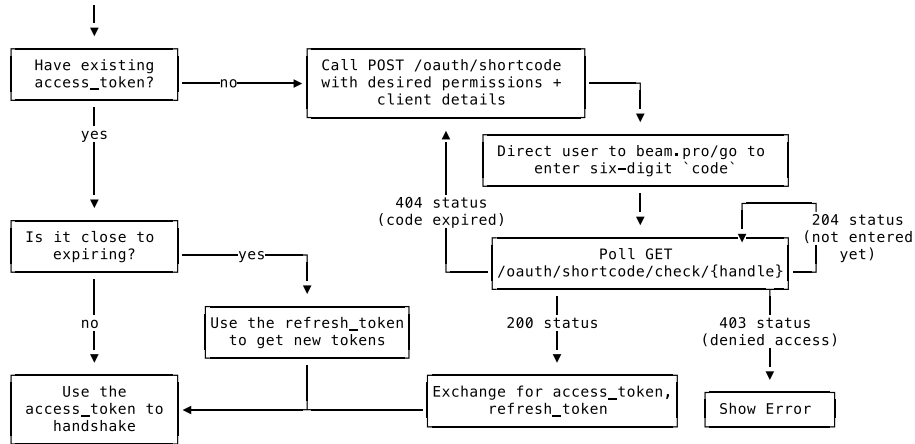 Have existing
access_token?
no
Call POST /oauth/shortcode
with desired permissions +
client details
yes
Direct user to beam.pro/go to
enter six-digit `code`
404 status
(code expired)
204 status
(not entered
yet)
Is it close to
expiring?
yes
Poll GET
/oauth/shortcode/check/{handle}
no
Use the refresh_token
to get new tokens
200 status
403 status
(denied access)
Use the
access_token to
handshake
Exchange for access_token,
refresh_token
Show Error